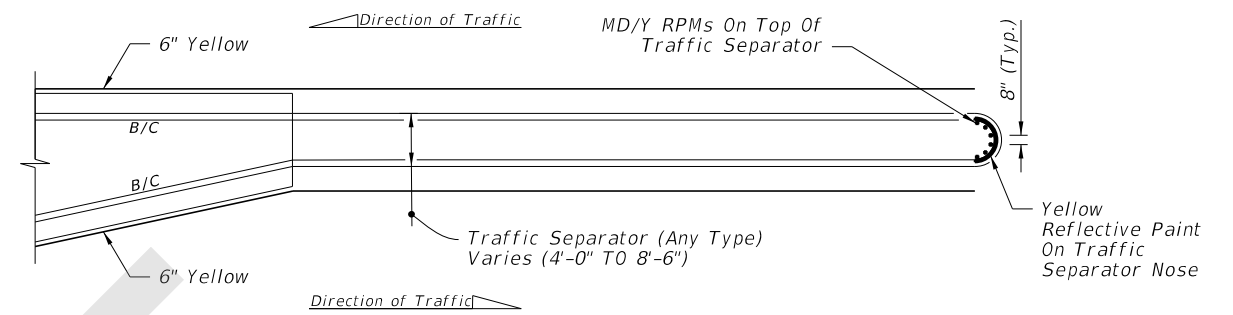 Direction of Traffic
MD/Y RPMs On Top Of
Traffic Separator
8" (Typ.)
6" Yellow
B/C
B/C
Traffic Separator (Any Type)
Varies (4'-0" TO 8'-6")
Yellow
Reflective Paint
On Traffic
Separator Nose
6" Yellow
Direction of Traffic